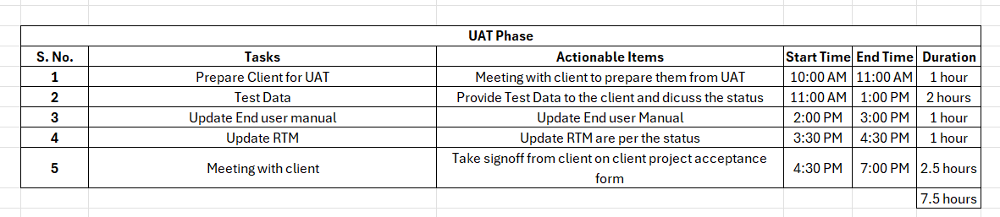 UAT Phase
S. No. Tasks Actionable Items Start Time End Time Duration
1 Prepare Client for UAT Meeting with client to prepare them from UAT 10:00 AM 11:00 AM 1 hour
2 Test Data Provide Test Data to the client and dicuss the status 11:00 AM 1:00 PM 2 hours
3 Update End user manual Update End user Manual 2:00 PM 3:00 PM 1 hour
4 Update RTM Update RTM are per the status 3:30 PM 4:30 PM 1 hour
5 Meeting with client Take signoff from client on client project acceptance
form 4:30 PM 7:00 PM 2.5 hours
7.5 hours